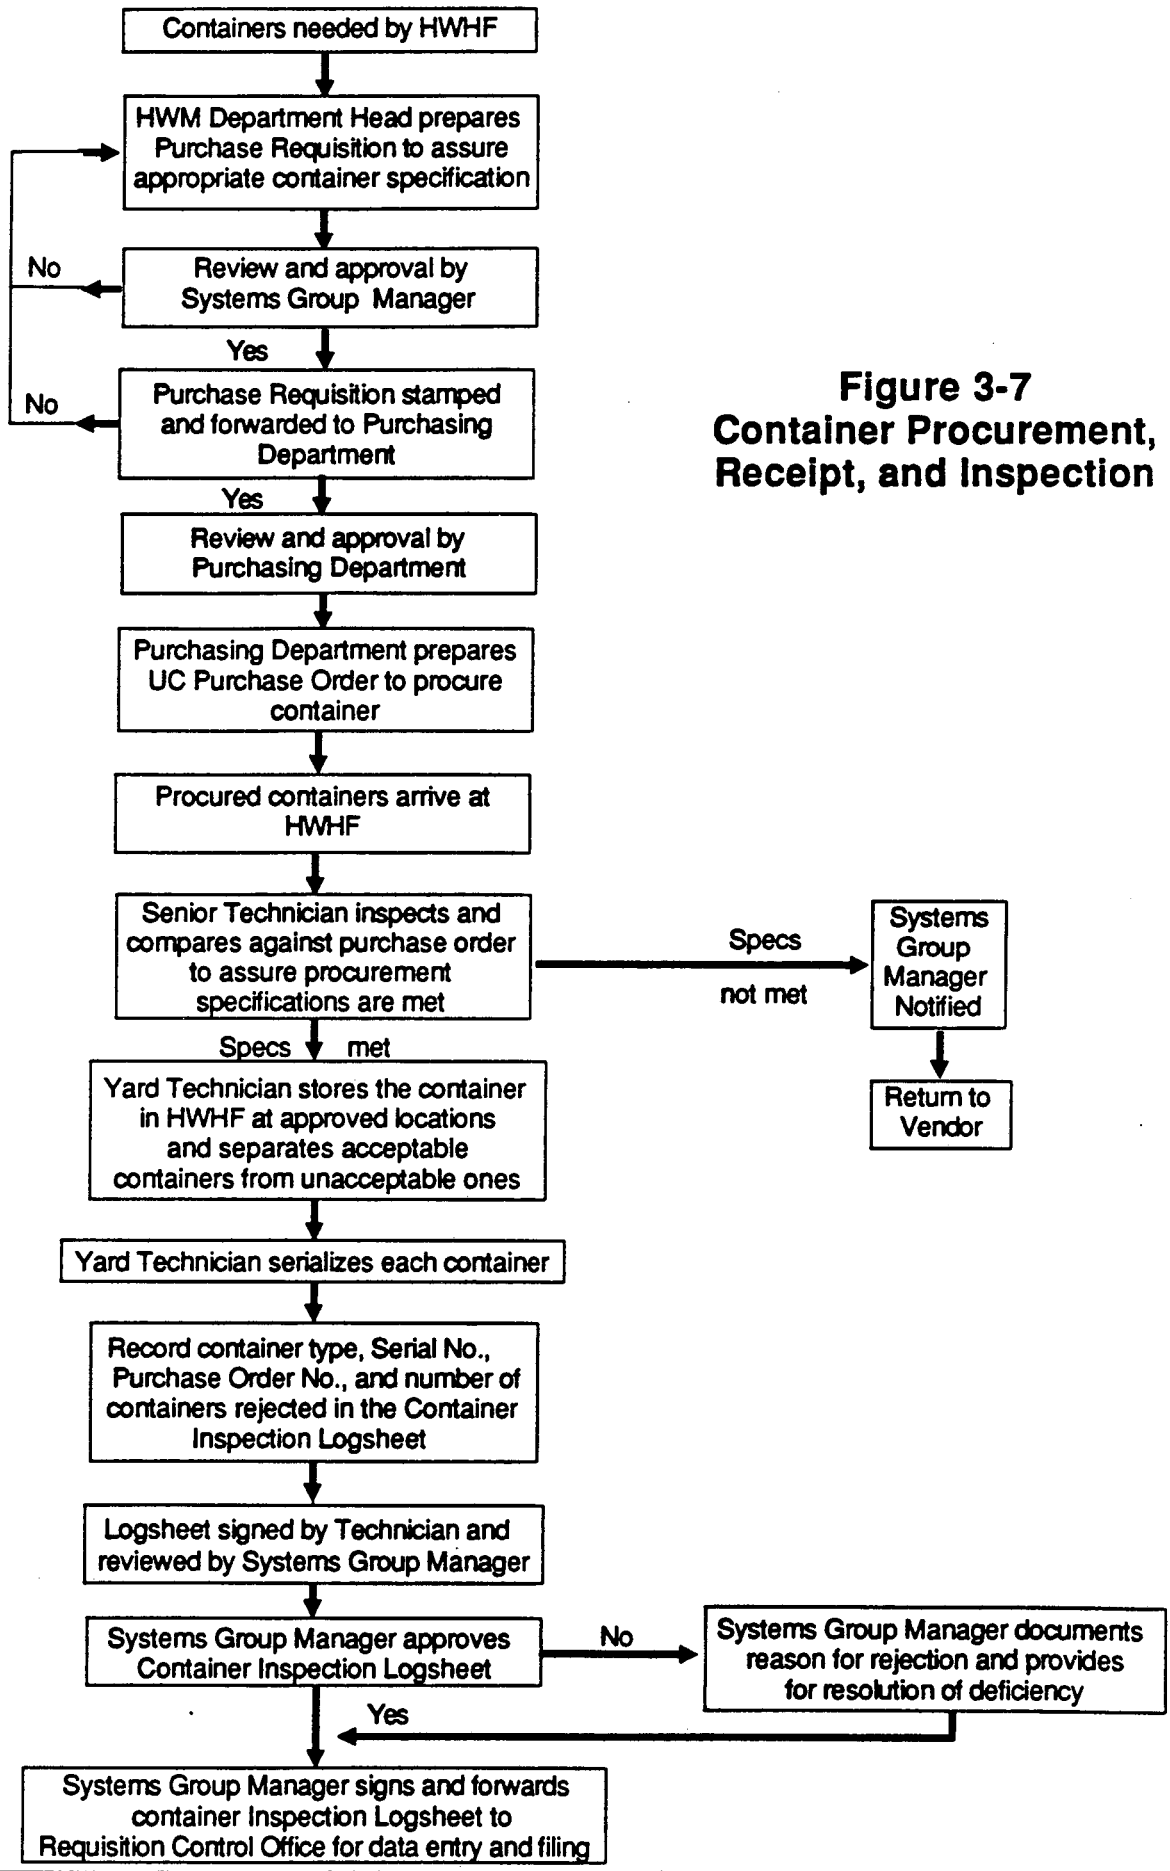 Containers needed by HWHF
HWM Department Head prepares
Purchase Requisition to assure
appropriate container specification
No
Review and approval by
Systems Group Manager
Yes
No
Purchase Requisition stamped
and forwarded to Purchasing
Department
Figure 3-7
Container Procurement,
Receipt, and Inspection
Yes
Review and approval by
Purchasing Department
Purchasing Department prepares
UC Purchase Order to procure
container
Procured containers arrive at
HWHF
Senior Technician inspects and
compares against purchase order
to assure procurement
specifications are met
Specs
not met
Systems
Group
Manager
Notified
Return to
Vendor
Specs met
Yard Technician stores the container
in HWHF at approved locations
and separates acceptable
containers from unacceptable ones
Yard Technician serializes each container
Record container type, Serial No.,
Purchase Order No., and number of
containers rejected in the Container
Inspection Logsheet
Logsheet signed by Technician and
reviewed by Systems Group Manager
Systems Group Manager approves
Container Inspection Logsheet
No
Systems Group Manager documents
reason for rejection and provides
for resolution of deficiency
Yes
Systems Group Manager signs and forwards
container Inspection Logsheet to
Requisition Control Office for data entry and filing